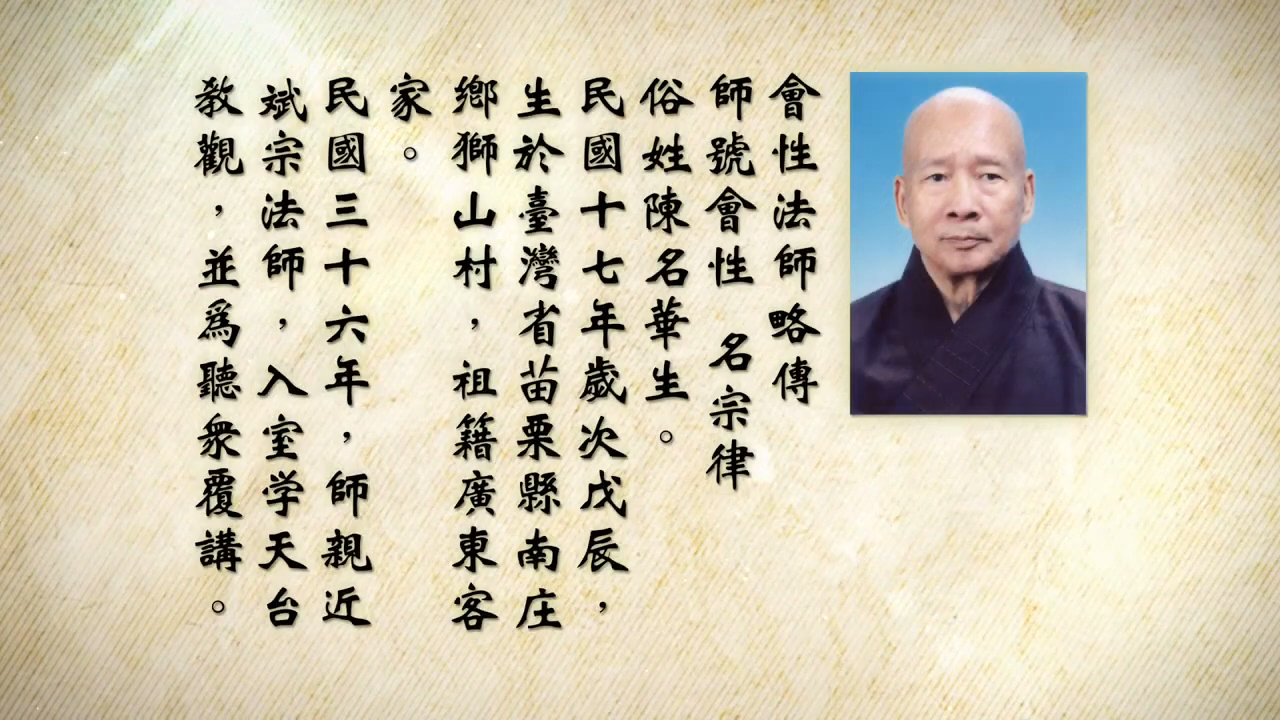 會性法師略傳
師號會性 名宗律
俗姓陳名華生。
民國十七年歲次戊辰，
生於臺灣省苗栗縣南庄
鄉獅山村，祖籍廣東客
家。
民國三十六年，師親近
斌宗法師，入室学天台
教觀，並為聽衆覆講。